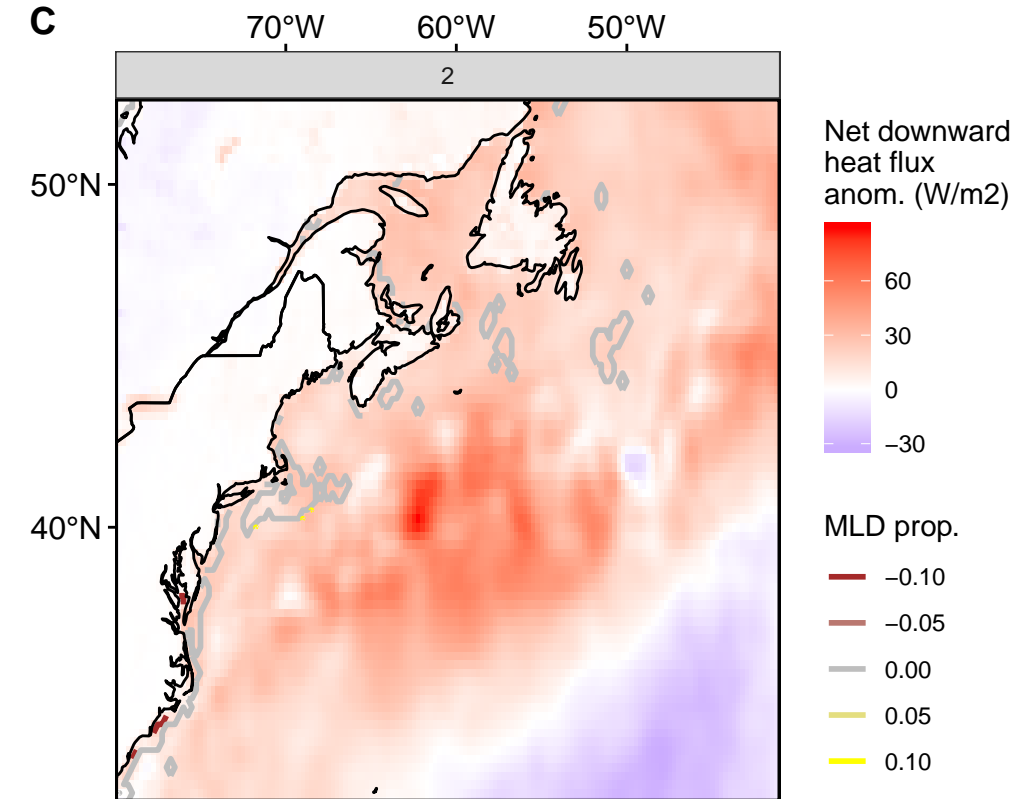 C
70°W 60°W 50°W
2
50°N
40°N
Net downward
heat flux
anom. (W/m2)
60
30
0
−30
MLD prop.
−0.10
−0.05
0.00
0.05
0.10